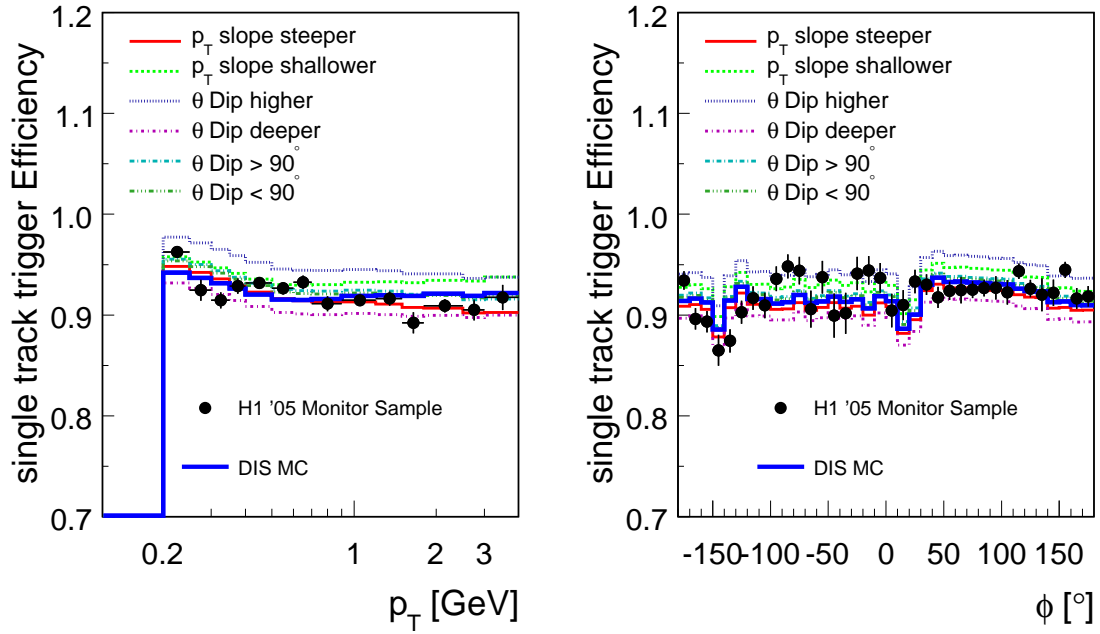 single track trigger Efficiency
1.2
1.1
1.0
0.9
0.8
0.7
p_T slope steeper
p_T slope shallower
θ Dip higher
θ Dip deeper
θ Dip > 90°
θ Dip < 90°
H1 '05 Monitor Sample
DIS MC
0.2 1 2 3
p_T [GeV]
single track trigger Efficiency
1.2
1.1
1.0
0.9
0.8
0.7
p_T slope steeper
p_T slope shallower
θ Dip higher
θ Dip deeper
θ Dip > 90°
θ Dip < 90°
H1 '05 Monitor Sample
DIS MC
-150 -100 -50 0 50 100 150
ϕ [°]